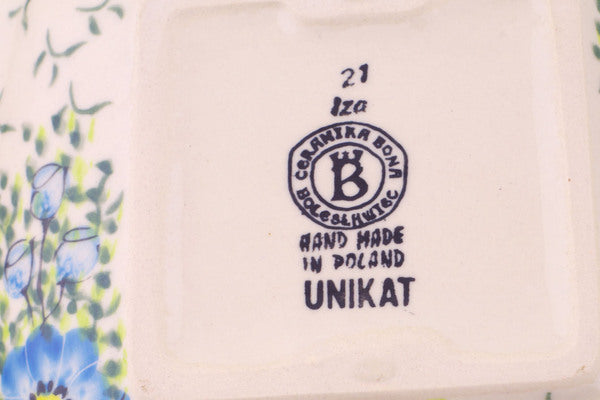 21
Iza
CERAMIKA BONA
B
BOLESŁAWIEC
HAND MADE
IN POLAND
UNIKAT